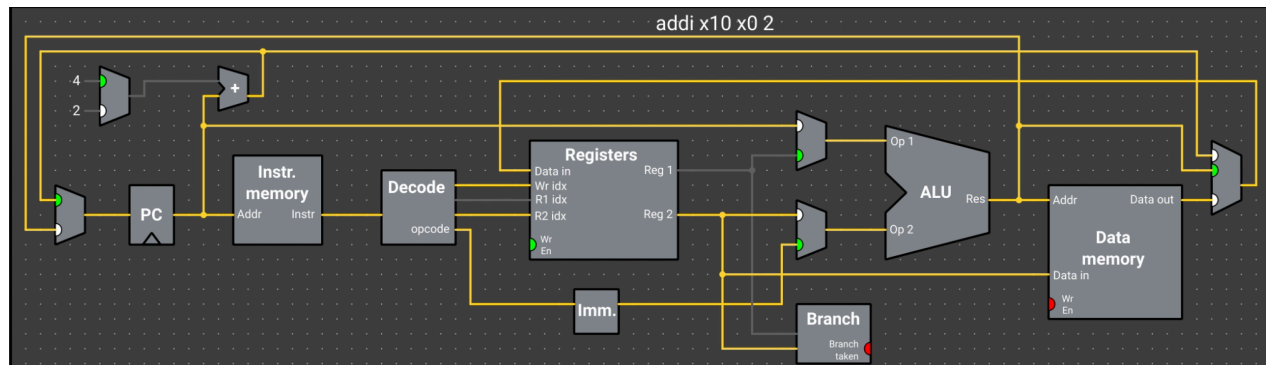 addi x10 x0 2
4
2
+
Instr.
memory
Addr
Instr
PC
Decode
opcode
Registers
Data in
Wr idx
R1 idx
R2 idx
Wr
En
Reg 1
Reg 2
Imm.
Op 1
ALU
Res
Op 2
Branch
Branch
taken
Addr
Data out
Data
memory
Data in
Wr
En